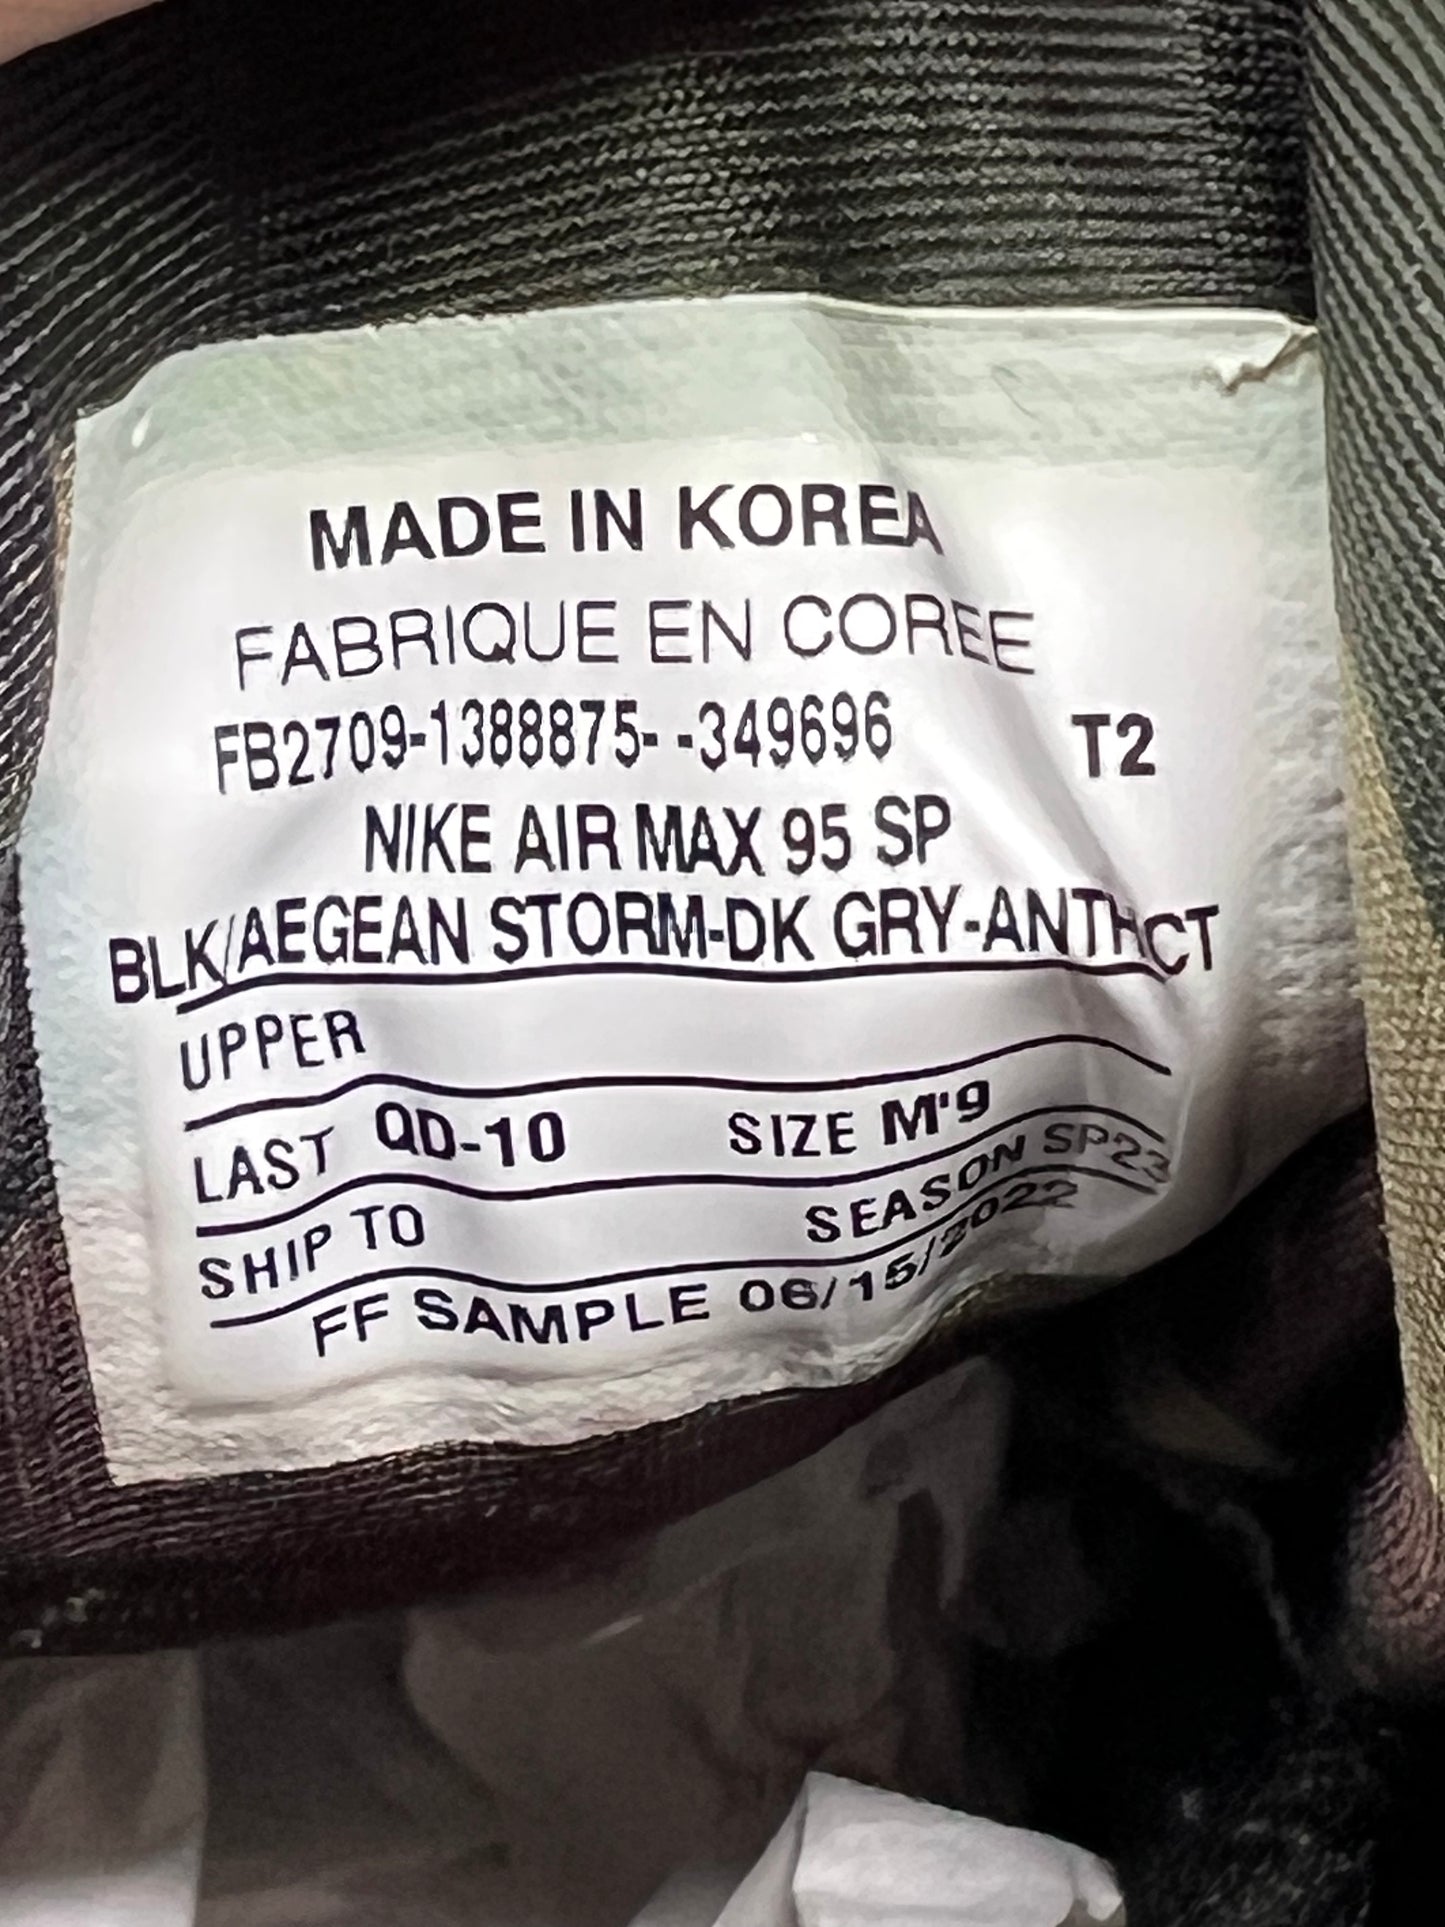 MADE IN KOREA
FABRIQUE EN COREE
FB2709-1388875- -349696 T2
NIKE AIR MAX 95 SP
BLK/AEGEAN STORM-DK GRY-ANTHCT
UPPER
LAST QD-10 SIZE M'9
SHIP TO SEASON SP23
FF SAMPLE 06/15/2022